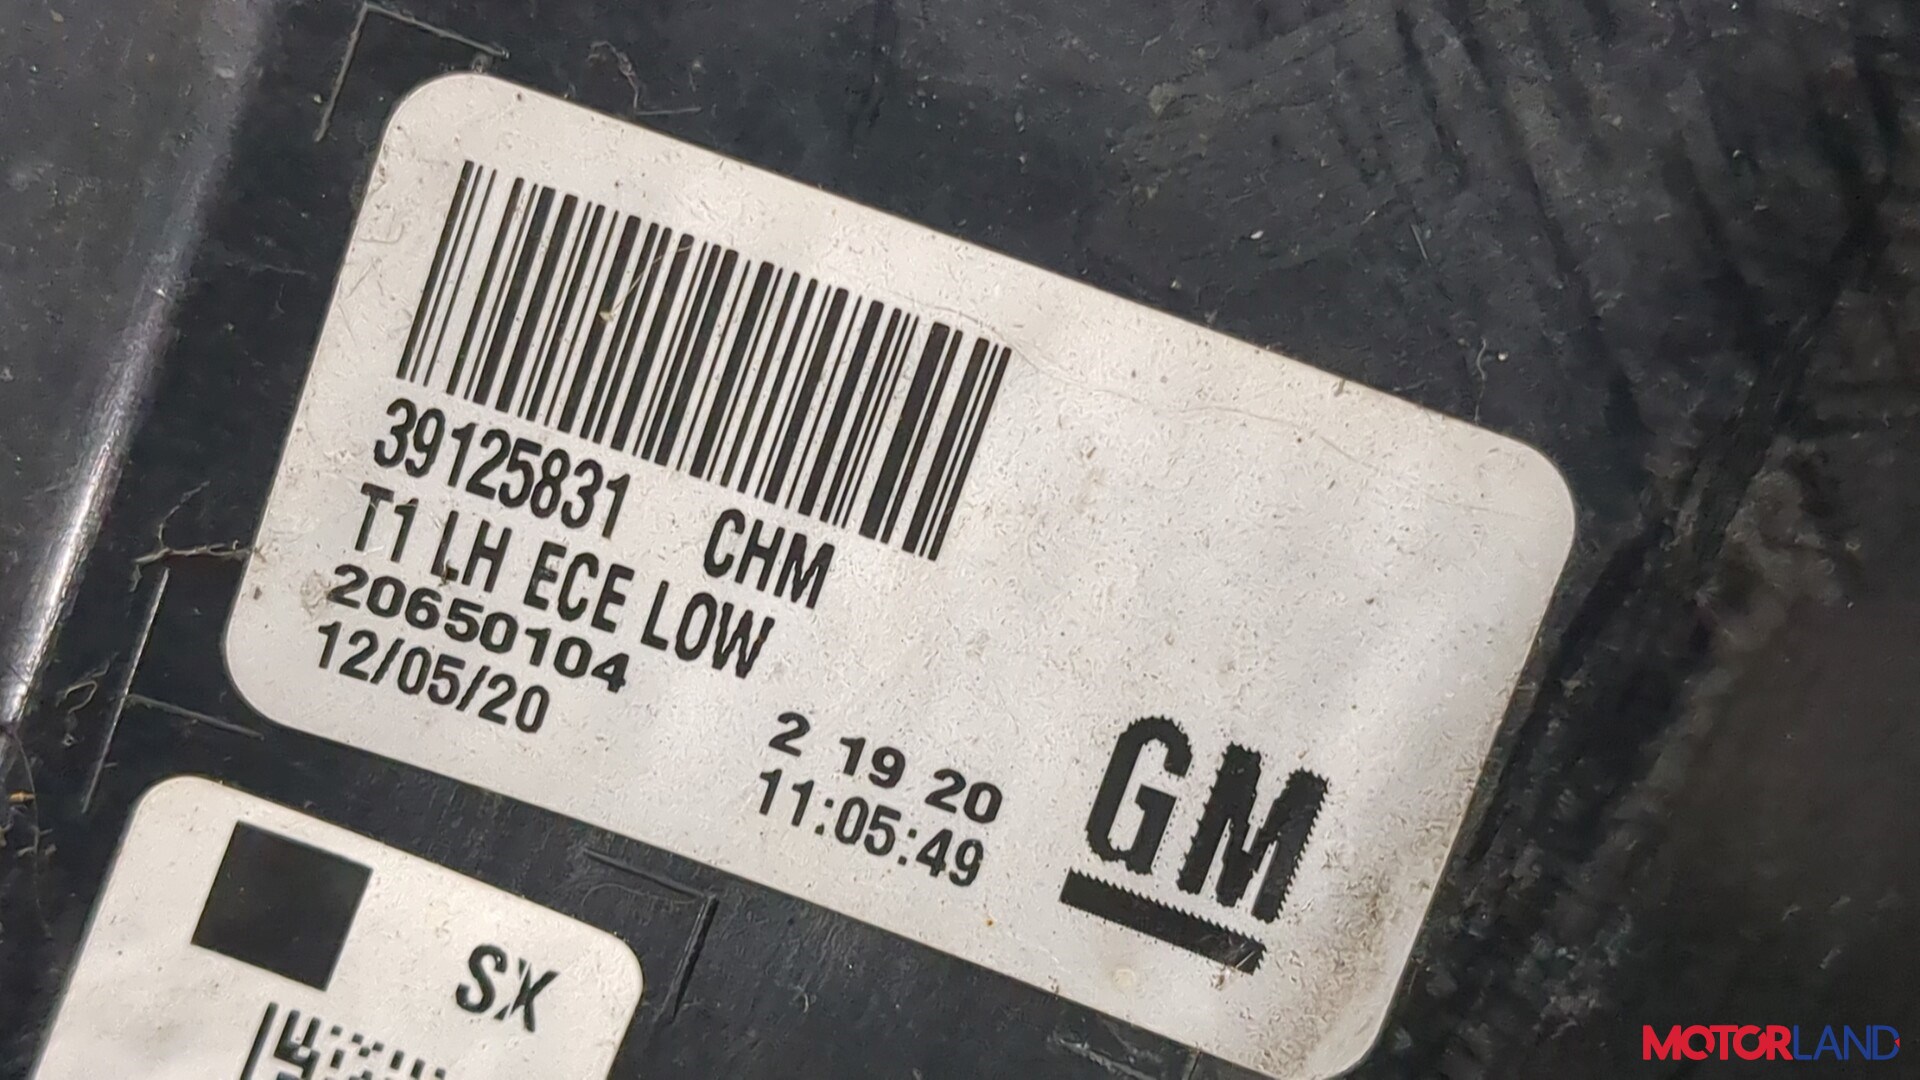 39125831 CHM
T1 LH ECE LOW
20650104
12/05/20
2 19 20
11:05:49
GM
SX
MOTORLAND